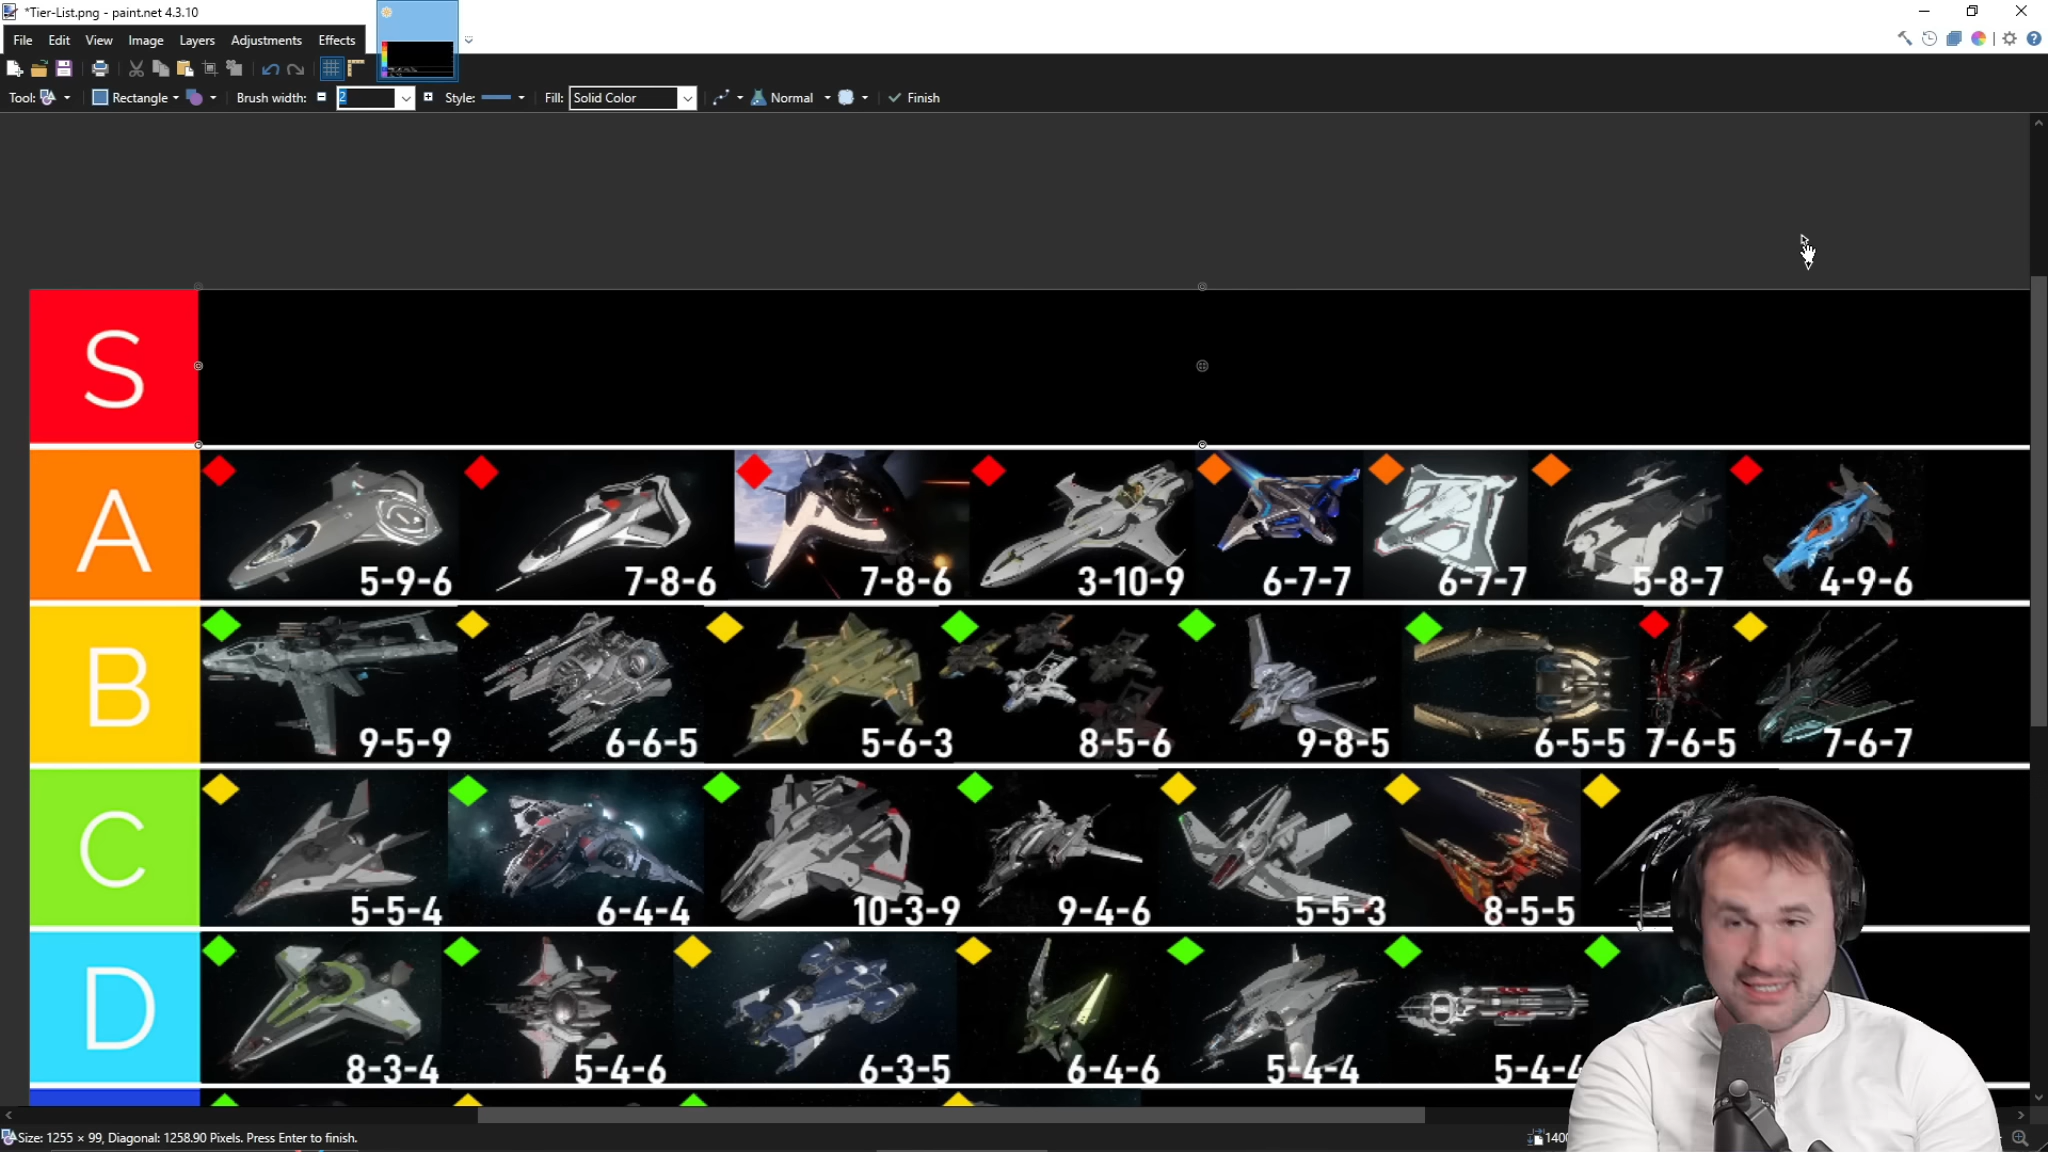 *Tier-List.png - paint.net 4.3.10
File Edit View Image Layers Adjustments Effects
Tool: Rectangle Brush width: 2 Style: Fill: Solid Color Normal Finish
S
A
5-9-6 7-8-6 7-8-6 3-10-9 6-7-7 6-7-7 5-8-7 4-9-6
B
9-5-9 6-6-5 5-6-3 8-5-6 9-8-5 6-5-5 7-6-5 7-6-7
C
5-5-4 6-4-4 10-3-9 9-4-6 5-5-3 8-5-5
D
8-3-4 5-4-6 6-3-5 6-4-6 5-4-4 5-4-4
Size: 1255 × 99, Diagonal: 1258.90 Pixels. Press Enter to finish.